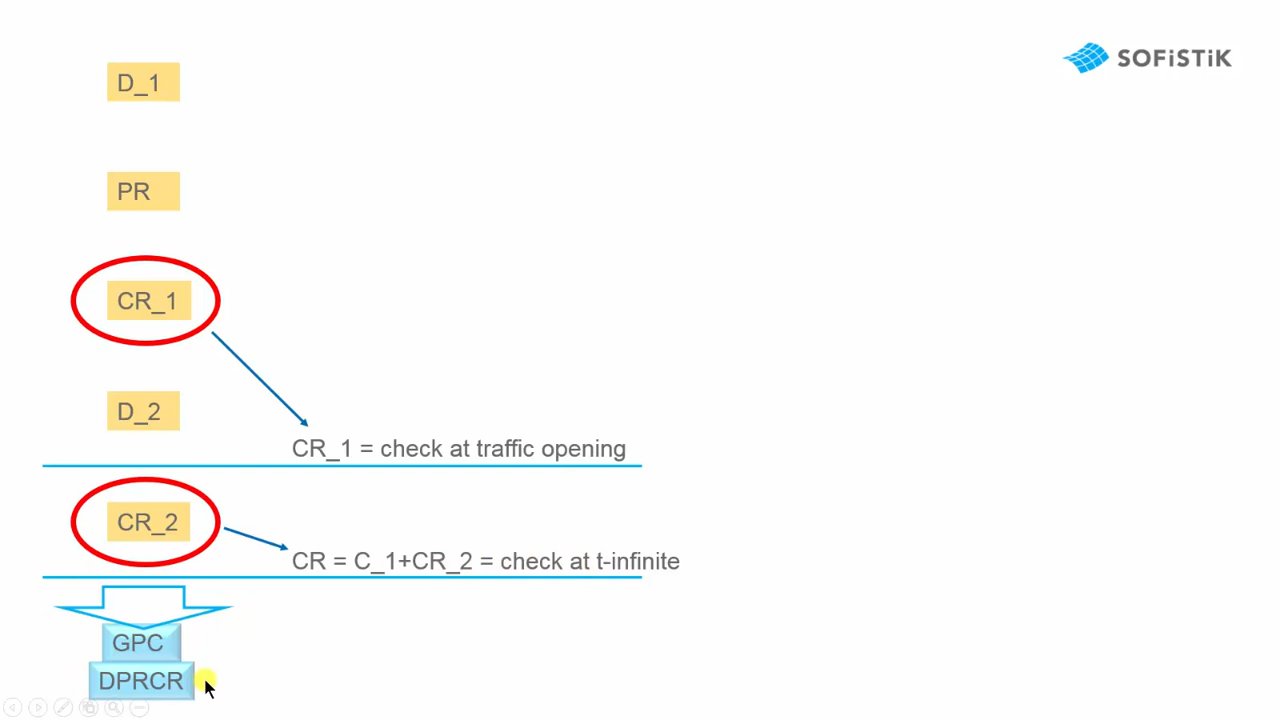 SOFiSTiK
D_1
PR
CR_1
D_2
CR_1 = check at traffic opening
CR_2
CR = C_1+CR_2 = check at t-infinite
GPC
DPRCR